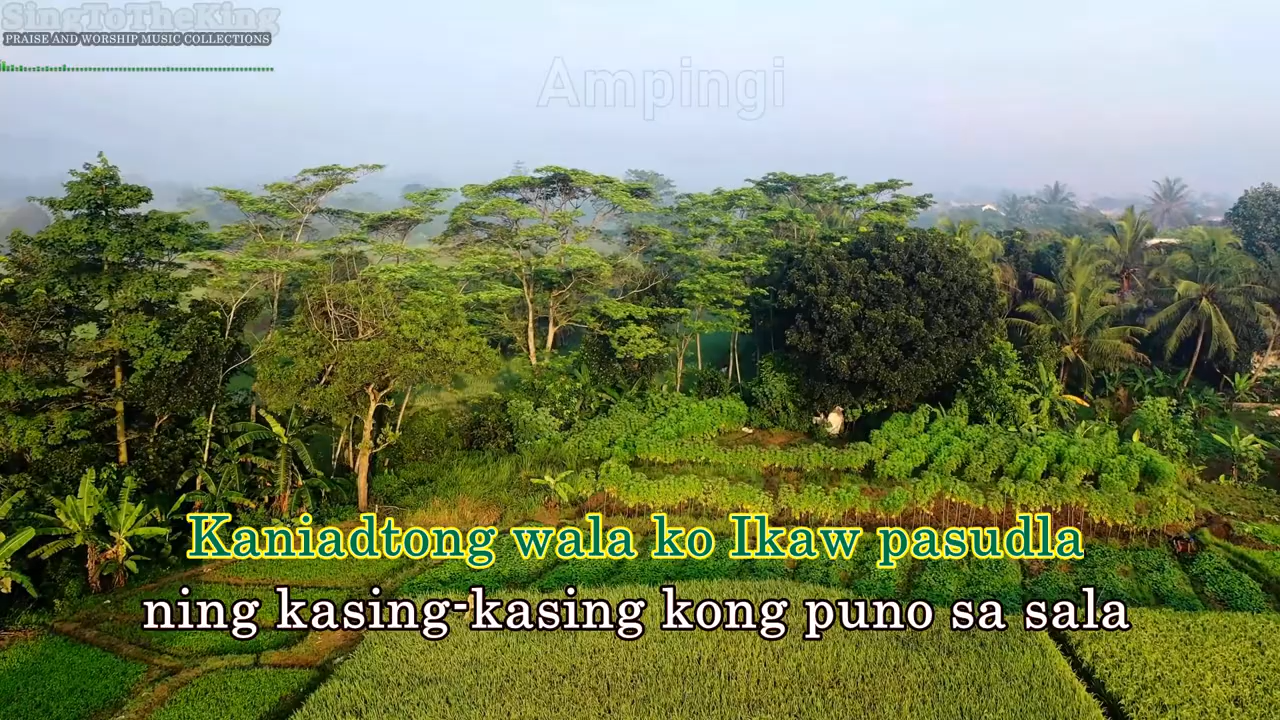 SingToTheKing
PRAISE AND WORSHIP MUSIC COLLECTIONS
Ampingi
Kaniadtong wala ko Ikaw pasudla
ning kasing-kasing kong puno sa sala